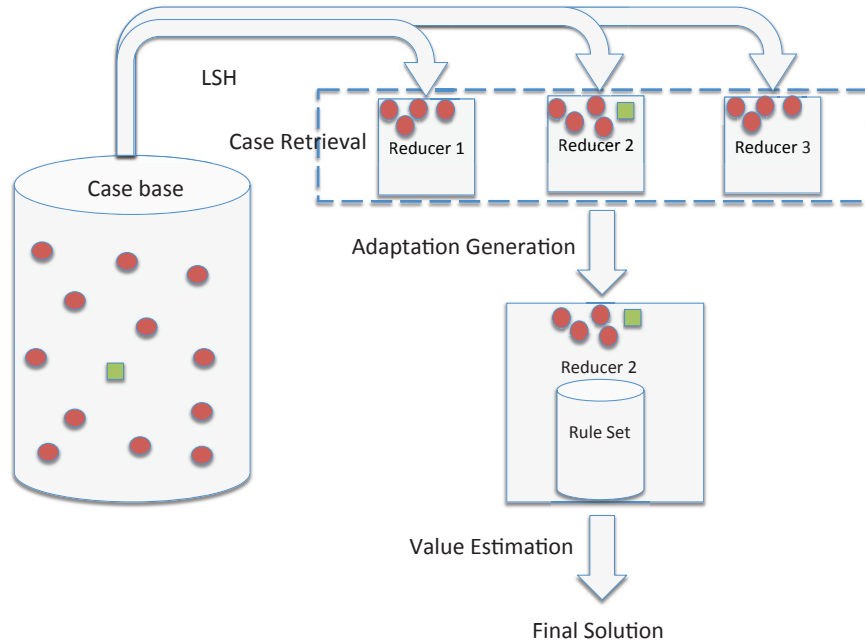 LSH
Case Retrieval
Reducer 1
Reducer 2
Reducer 3
Case base
Adaptation Generation
Reducer 2
Rule Set
Value Estimation
Final Solution